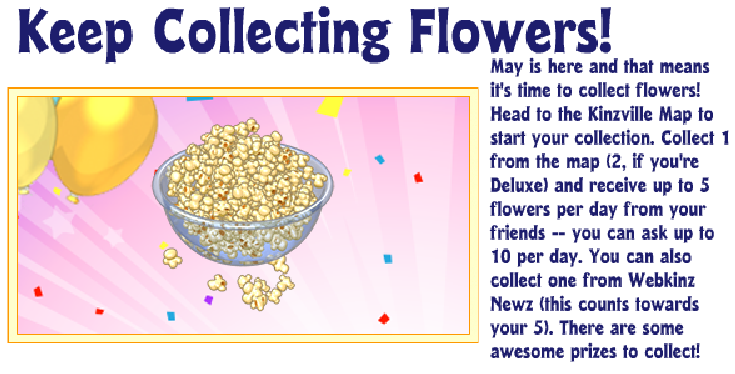 Keep Collecting Flowers!
May is here and that means
it's time to collect flowers!
Head to the Kinzville Map to
start your collection. Collect 1
from the map (2, if you're
Deluxe) and receive up to 5
flowers per day from your
friends -- you can ask up to
10 per day. You can also
collect one from Webkinz
Newz (this counts towards
your 5). There are some
awesome prizes to collect!